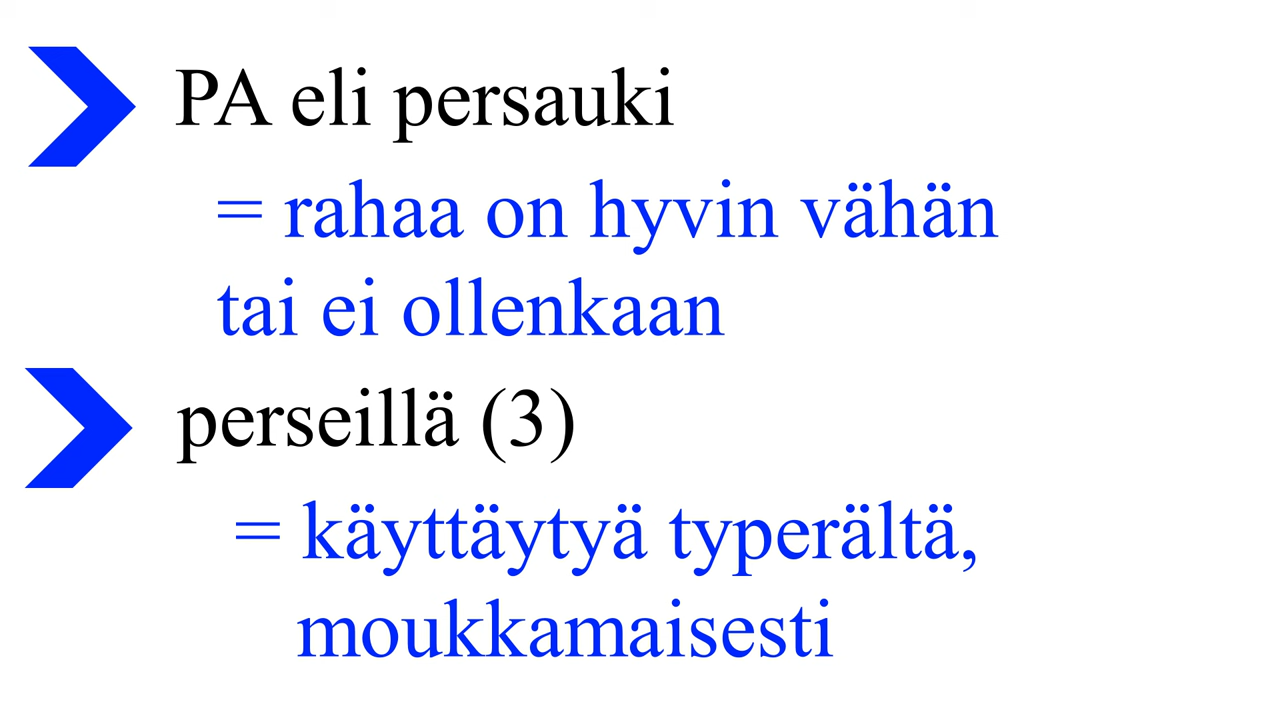 PA eli persauki
= rahaa on hyvin vähän
tai ei ollenkaan
perseillä (3)
= käyttäytyä typerältä,
moukkamaisesti